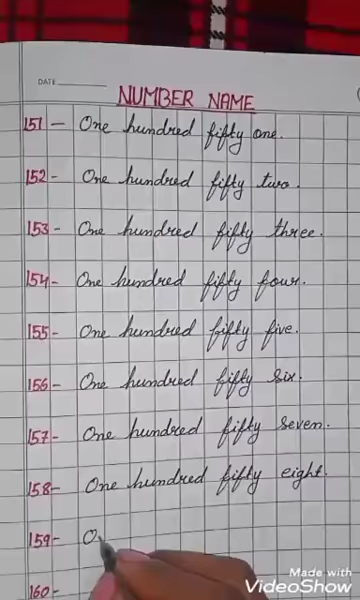 DATE
NUMBER NAME
151 - One hundred fifty one.
152 - One hundred fifty two.
153 - One hundred fifty three.
154 - One hundred fifty four.
155 - One hundred fifty five.
156 - One hundred fifty six.
157 - One hundred fifty seven.
158 - One hundred fifty eight.
159 - O
160 -
Made with
VideoShow